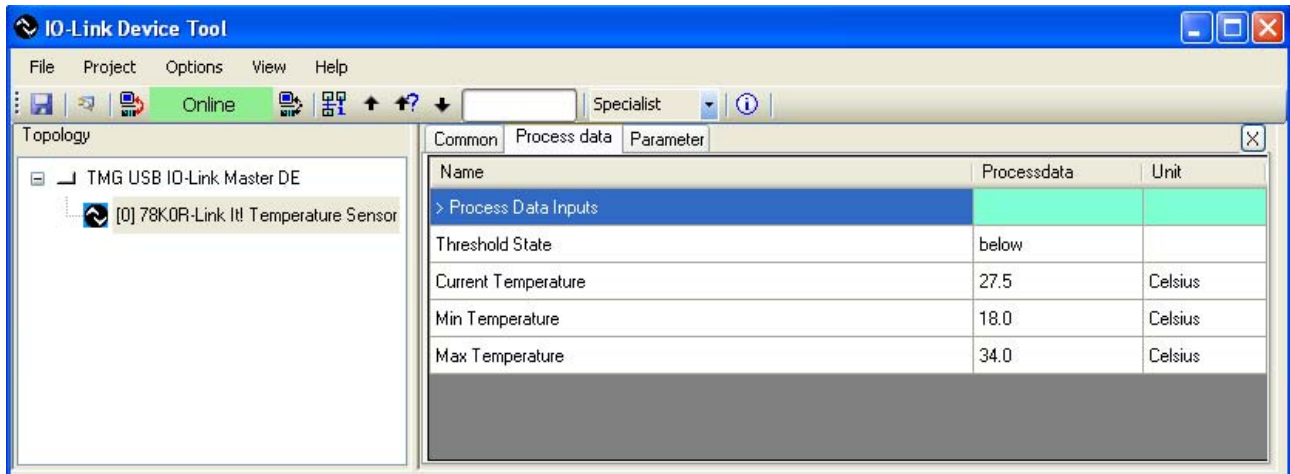 IO-Link Device Tool
File Project Options View Help
Online Specialist
Topology
Common Process data Parameter
TMG USB IO-Link Master DE
[0] 78K0R-Link It! Temperature Sensor
Name Processdata Unit
> Process Data Inputs
Threshold State below
Current Temperature 27.5 Celsius
Min Temperature 18.0 Celsius
Max Temperature 34.0 Celsius